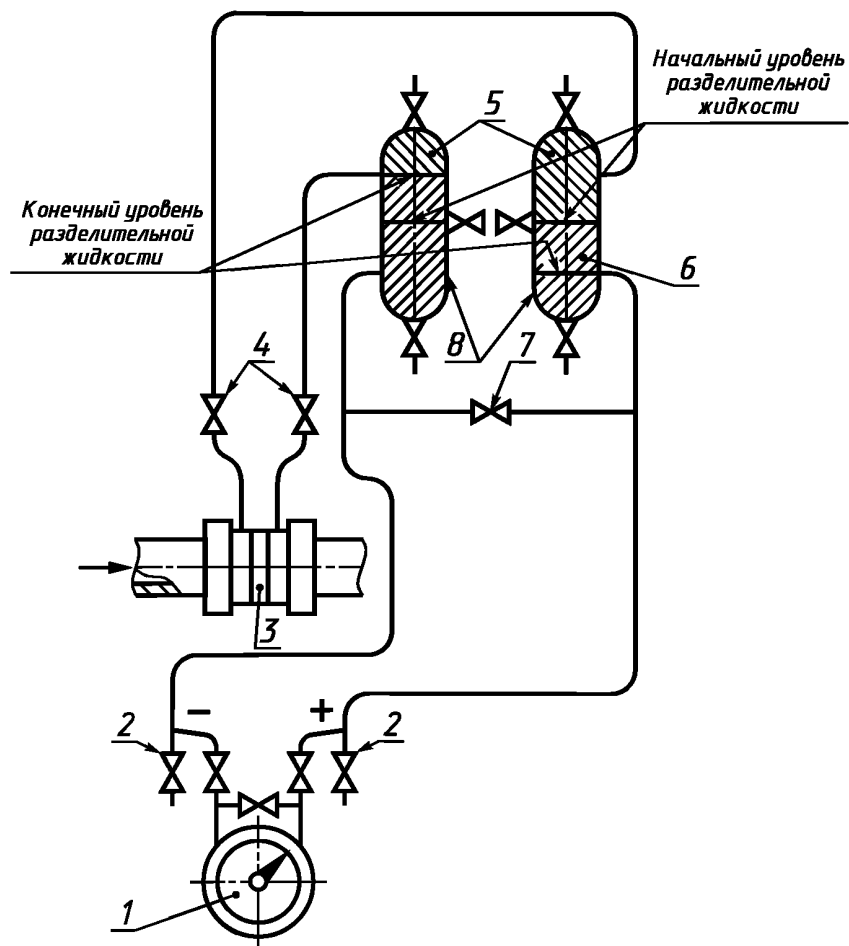 Начальный уровень
разделительной
жидкости
5
Конечный уровень
разделительной
жидкости
6
4
8
7
3
− +
2 2
1